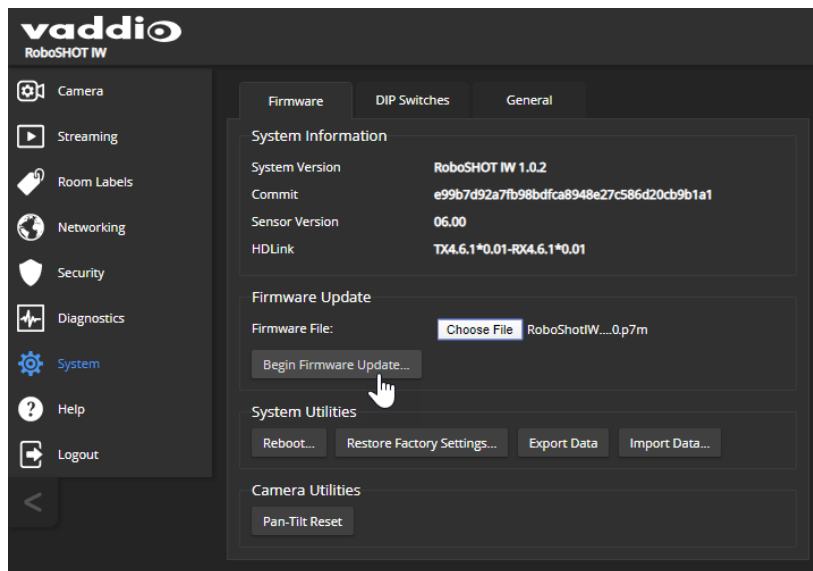 vaddio
RoboSHOT IW
Camera
Streaming
Room Labels
Networking
Security
Diagnostics
System
Help
Logout
<
Firmware DIP Switches General
System Information
System Version RoboSHOT IW 1.0.2
Commit e99b7d92a7fb98bdfca8948e27c586d20cb9b1a1
Sensor Version 06.00
HDLink TX4.6.1*0.01-RX4.6.1*0.01
Firmware Update
Firmware File: Choose File RoboShotIW....0.p7m
Begin Firmware Update...
System Utilities
Reboot... Restore Factory Settings... Export Data Import Data...
Camera Utilities
Pan-Tilt Reset